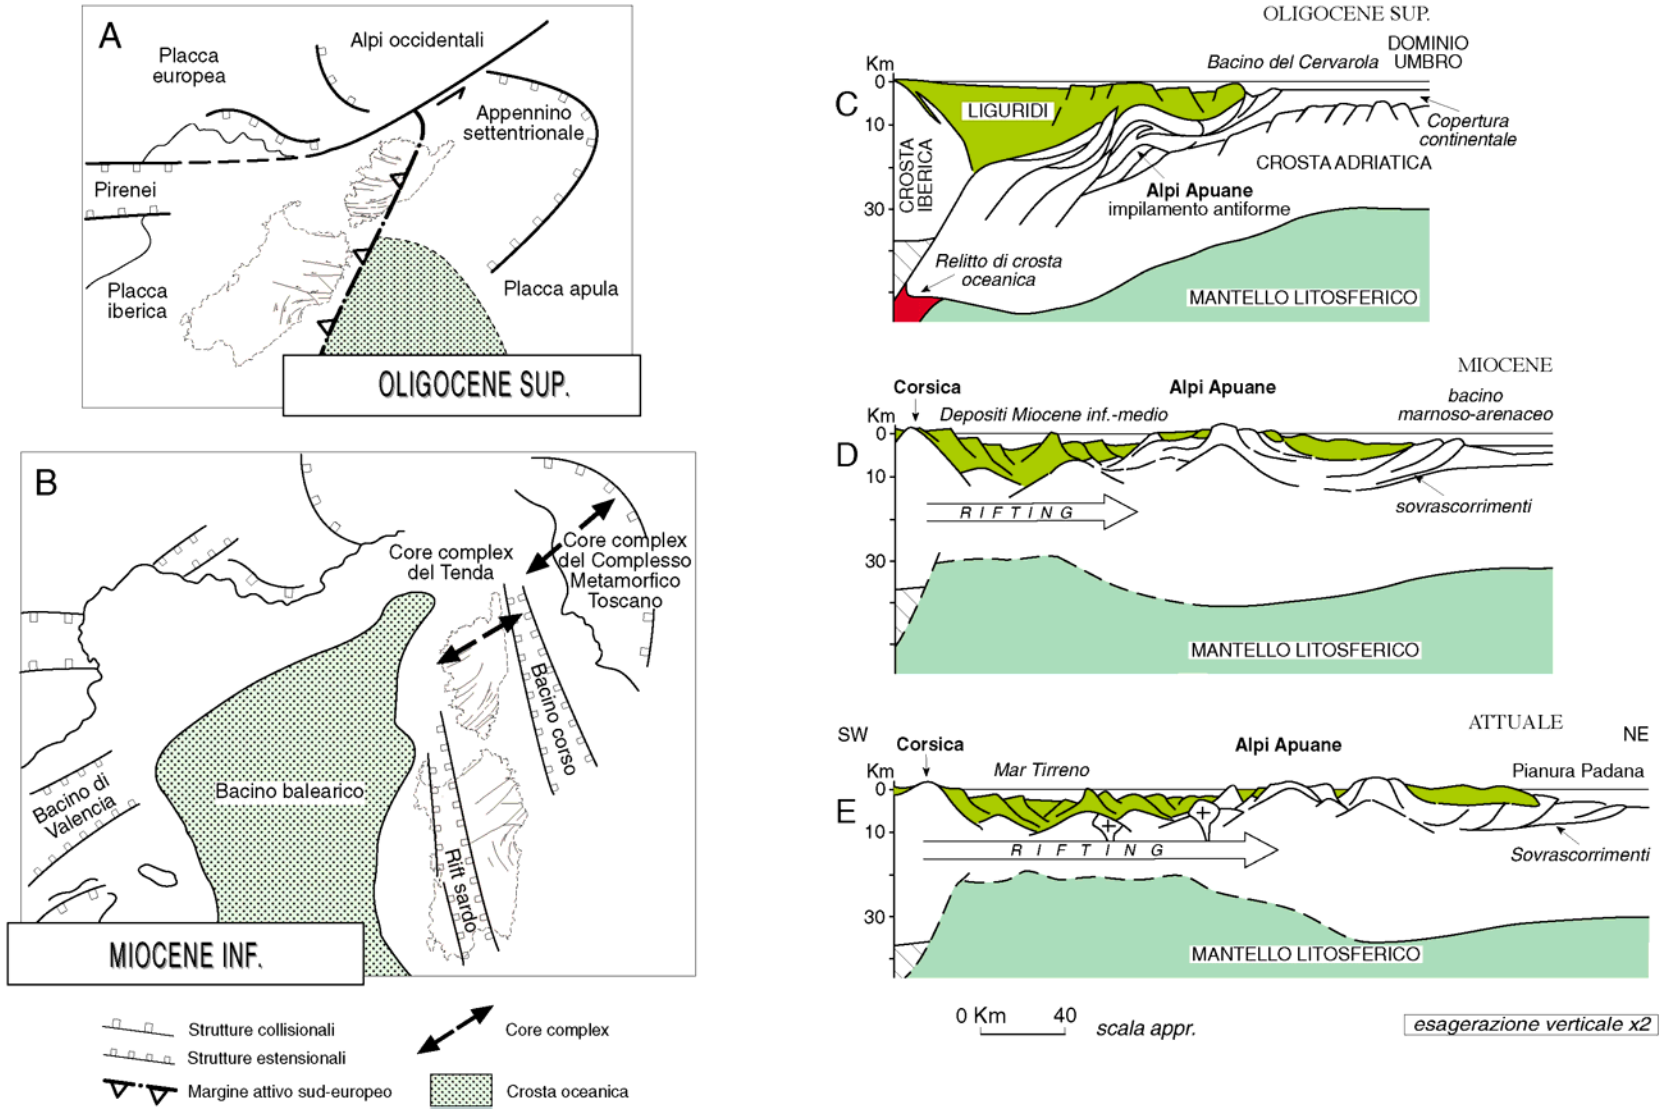 A
Placca
europea
Alpi occidentali
Appennino
settentrionale
Pirenei
Placca
iberica
Placca apula
OLIGOCENE SUP.
B
Core complex
del Tenda
Core complex
del Complesso
Metamorfico
Toscano
Bacino corso
Bacino balearico
Bacino di
Valencia
Rift sardo
MIOCENE INF.
Strutture collisionali
Strutture estensionali
Margine attivo sud-europeo
Core complex
Crosta oceanica
OLIGOCENE SUP.
C
Km
0
10
30
Bacino del Cervarola
DOMINIO
UMBRO
LIGURIDI
Copertura
continentale
CROSTA
IBERICA
CROSTA ADRIATICA
Alpi Apuane
impilamento antiforme
Relitto di crosta
oceanica
MANTELLO LITOSFERICO
MIOCENE
D
Corsica
Alpi Apuane
bacino
marnoso-arenaceo
Km
0
10
30
Depositi Miocene inf.-medio
RIFTING
sovrascorrimenti
MANTELLO LITOSFERICO
ATTUALE
SW
NE
E
Corsica
Alpi Apuane
Km
0
10
30
Mar Tirreno
Pianura Padana
RIFTING
Sovrascorrimenti
MANTELLO LITOSFERICO
0 Km 40
scala appr.
esagerazione verticale x2